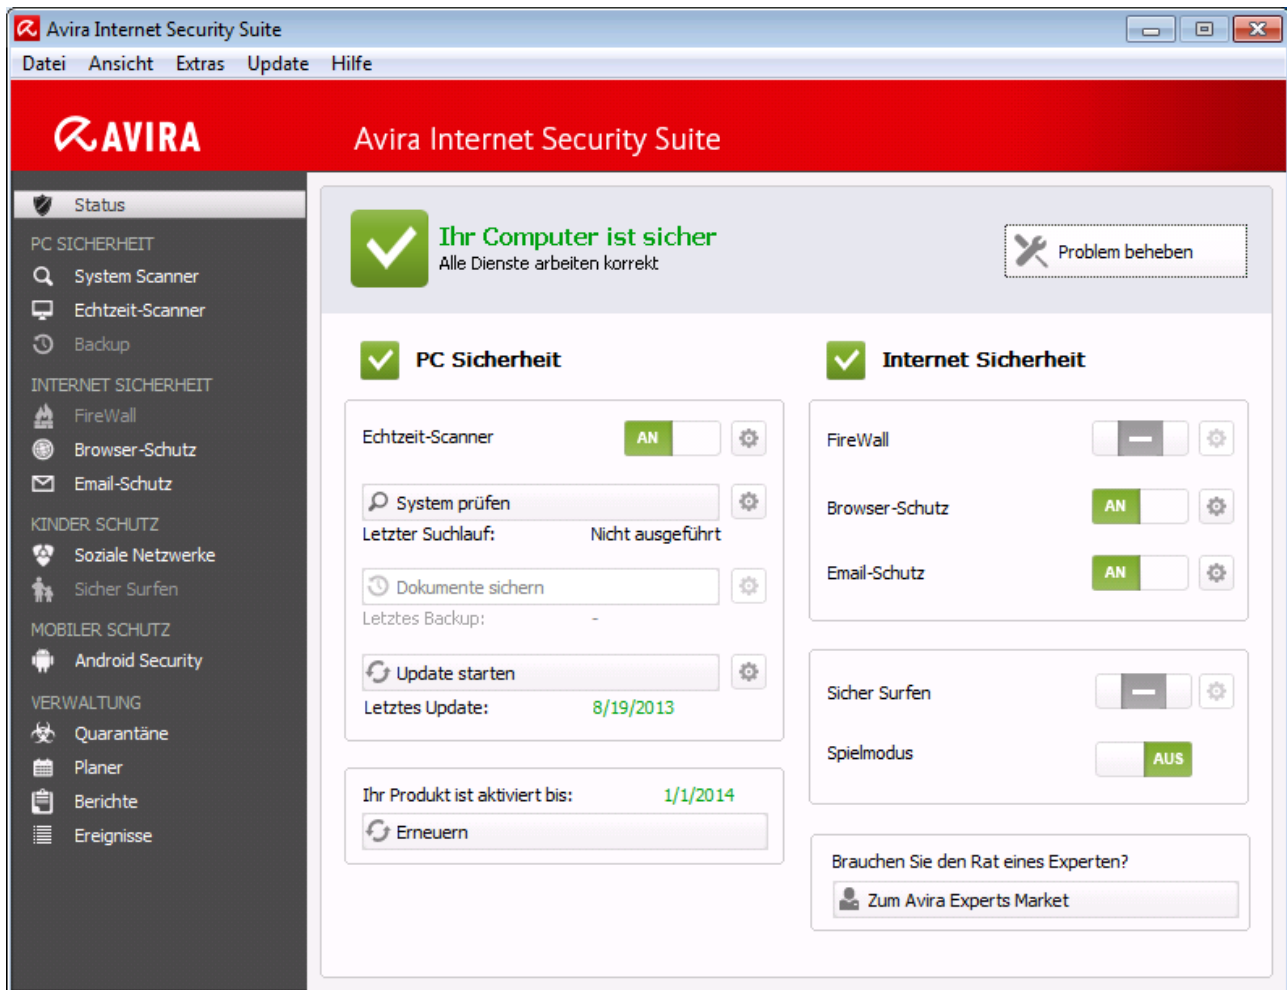 Avira Internet Security Suite
Datei Ansicht Extras Update Hilfe
AVIRA
Avira Internet Security Suite
Status
PC SICHERHEIT
System Scanner
Echtzeit-Scanner
Backup
INTERNET SICHERHEIT
FireWall
Browser-Schutz
Email-Schutz
KINDER SCHUTZ
Soziale Netzwerke
Sicher Surfen
MOBILER SCHUTZ
Android Security
VERWALTUNG
Quarantäne
Planer
Berichte
Ereignisse
Ihr Computer ist sicher
Alle Dienste arbeiten korrekt
Problem beheben
PC Sicherheit
Echtzeit-Scanner AN
System prüfen
Letzter Suchlauf: Nicht ausgeführt
Dokumente sichern
Letztes Backup: -
Update starten
Letztes Update: 8/19/2013
Ihr Produkt ist aktiviert bis: 1/1/2014
Erneuern
Internet Sicherheit
FireWall
Browser-Schutz AN
Email-Schutz AN
Sicher Surfen
Spielmodus AUS
Brauchen Sie den Rat eines Experten?
Zum Avira Experts Market